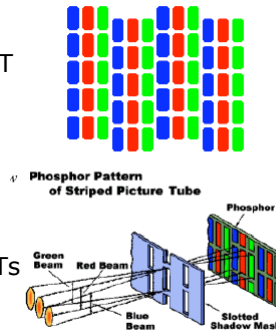 T
Phosphor Pattern
of Striped Picture Tube
Phosphor
Ts
Green
Beam
Red Beam
Blue
Beam
Slotted
Shadow Mas